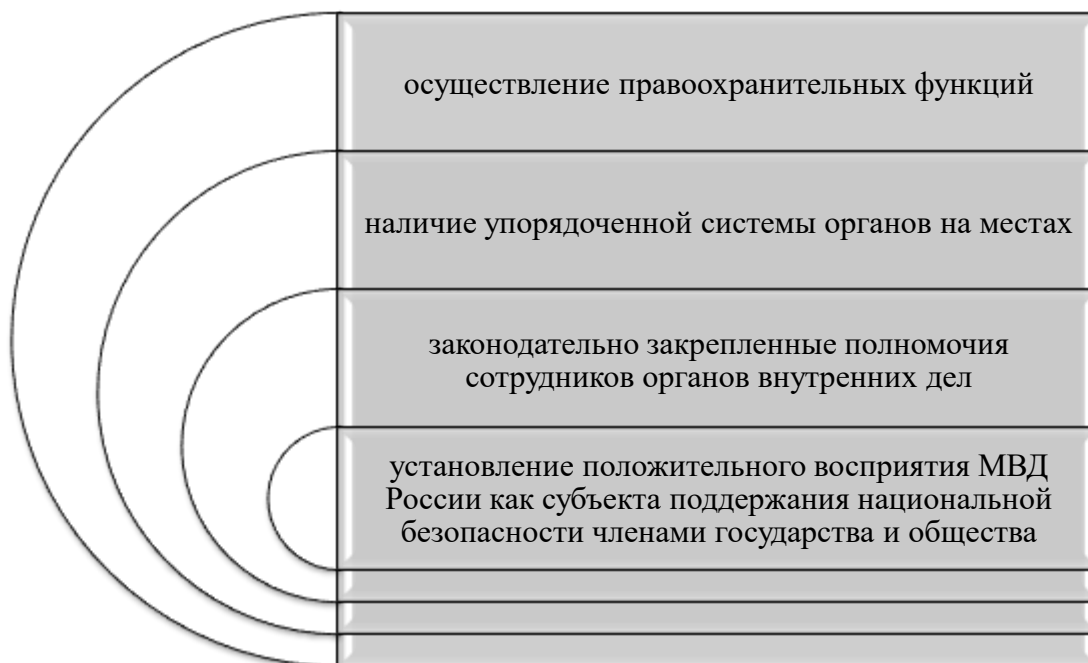 осуществление правоохранительных функций
наличие упорядоченной системы органов на местах
законодательно закрепленные полномочия
сотрудников органов внутренних дел
установление положительного восприятия МВД
России как субъекта поддержания национальной
безопасности членами государства и общества